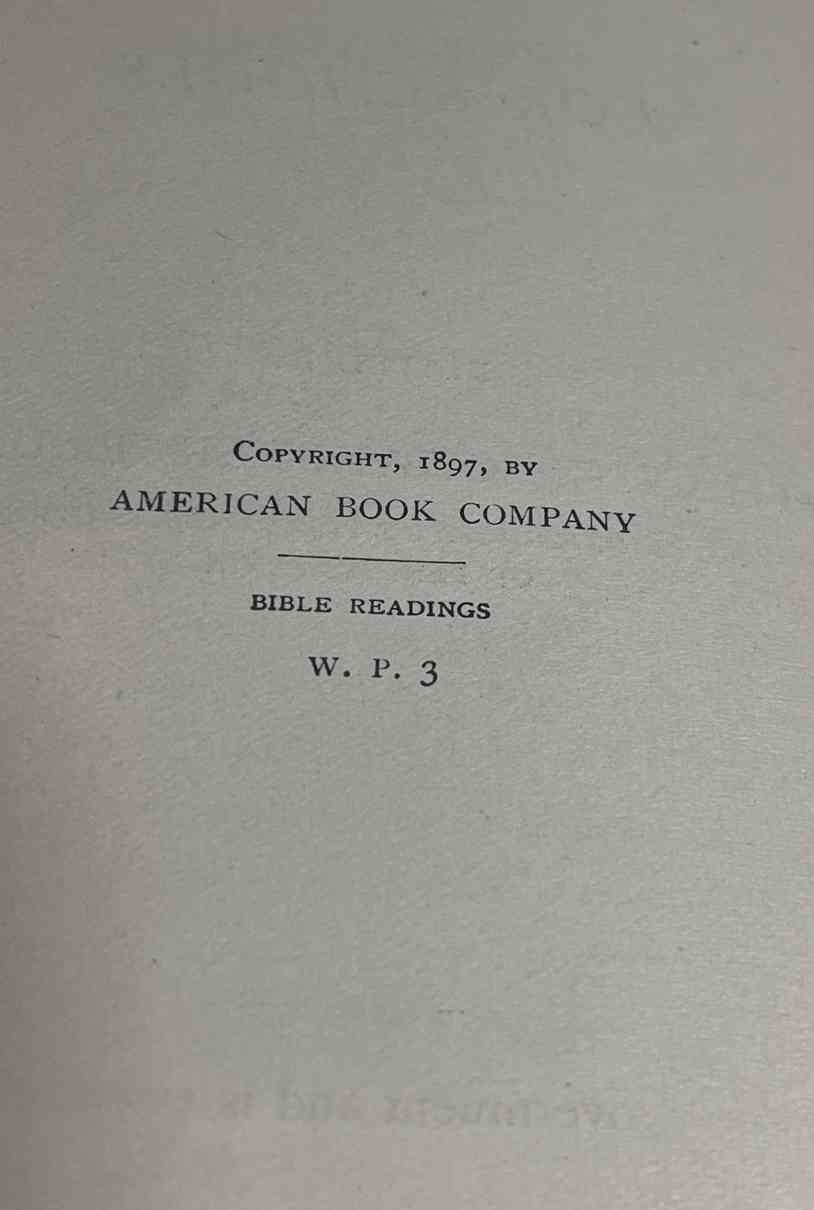 COPYRIGHT, 1897, BY
AMERICAN BOOK COMPANY
BIBLE READINGS
W. P. 3